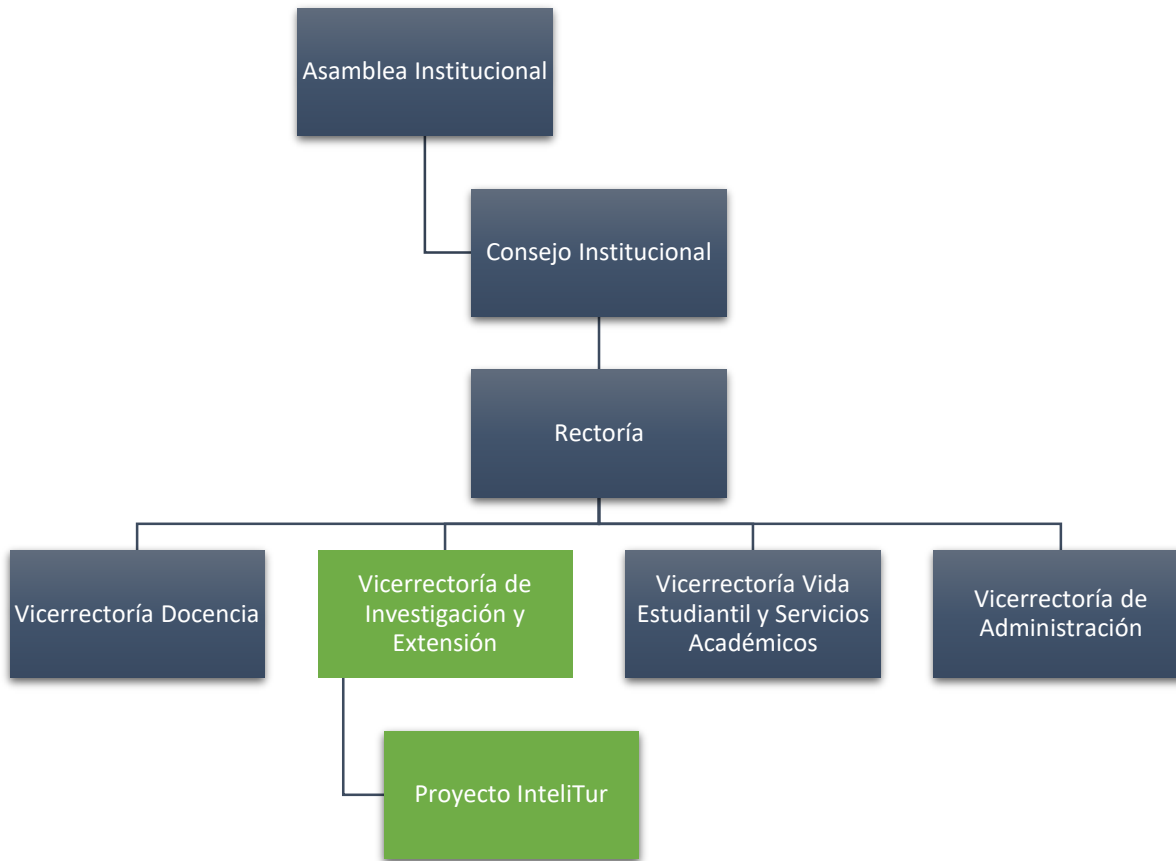 Asamblea Institucional
Consejo Institucional
Rectoría
Vicerrectoría Docencia
Vicerrectoría de
Investigación y
Extensión
Vicerrectoría Vida
Estudiantil y Servicios
Académicos
Vicerrectoría de
Administración
Proyecto InteliTur